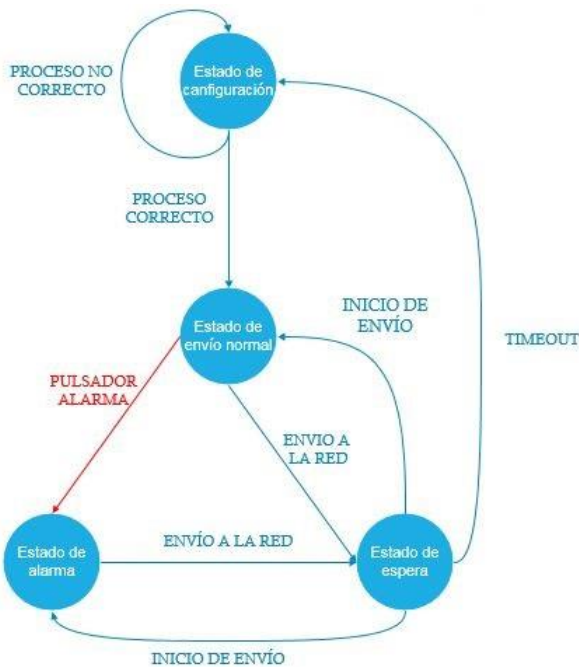 Estado de
canfiguración
PROCESO NO
CORRECTO
PROCESO
CORRECTO
Estado de
envío normal
INICIO DE
ENVÍO
TIMEOUT
PULSADOR
ALARMA
ENVIO A
LA RED
Estado de
alarma
ENVÍO A LA RED
Estado de
espera
INICIO DE ENVÍO